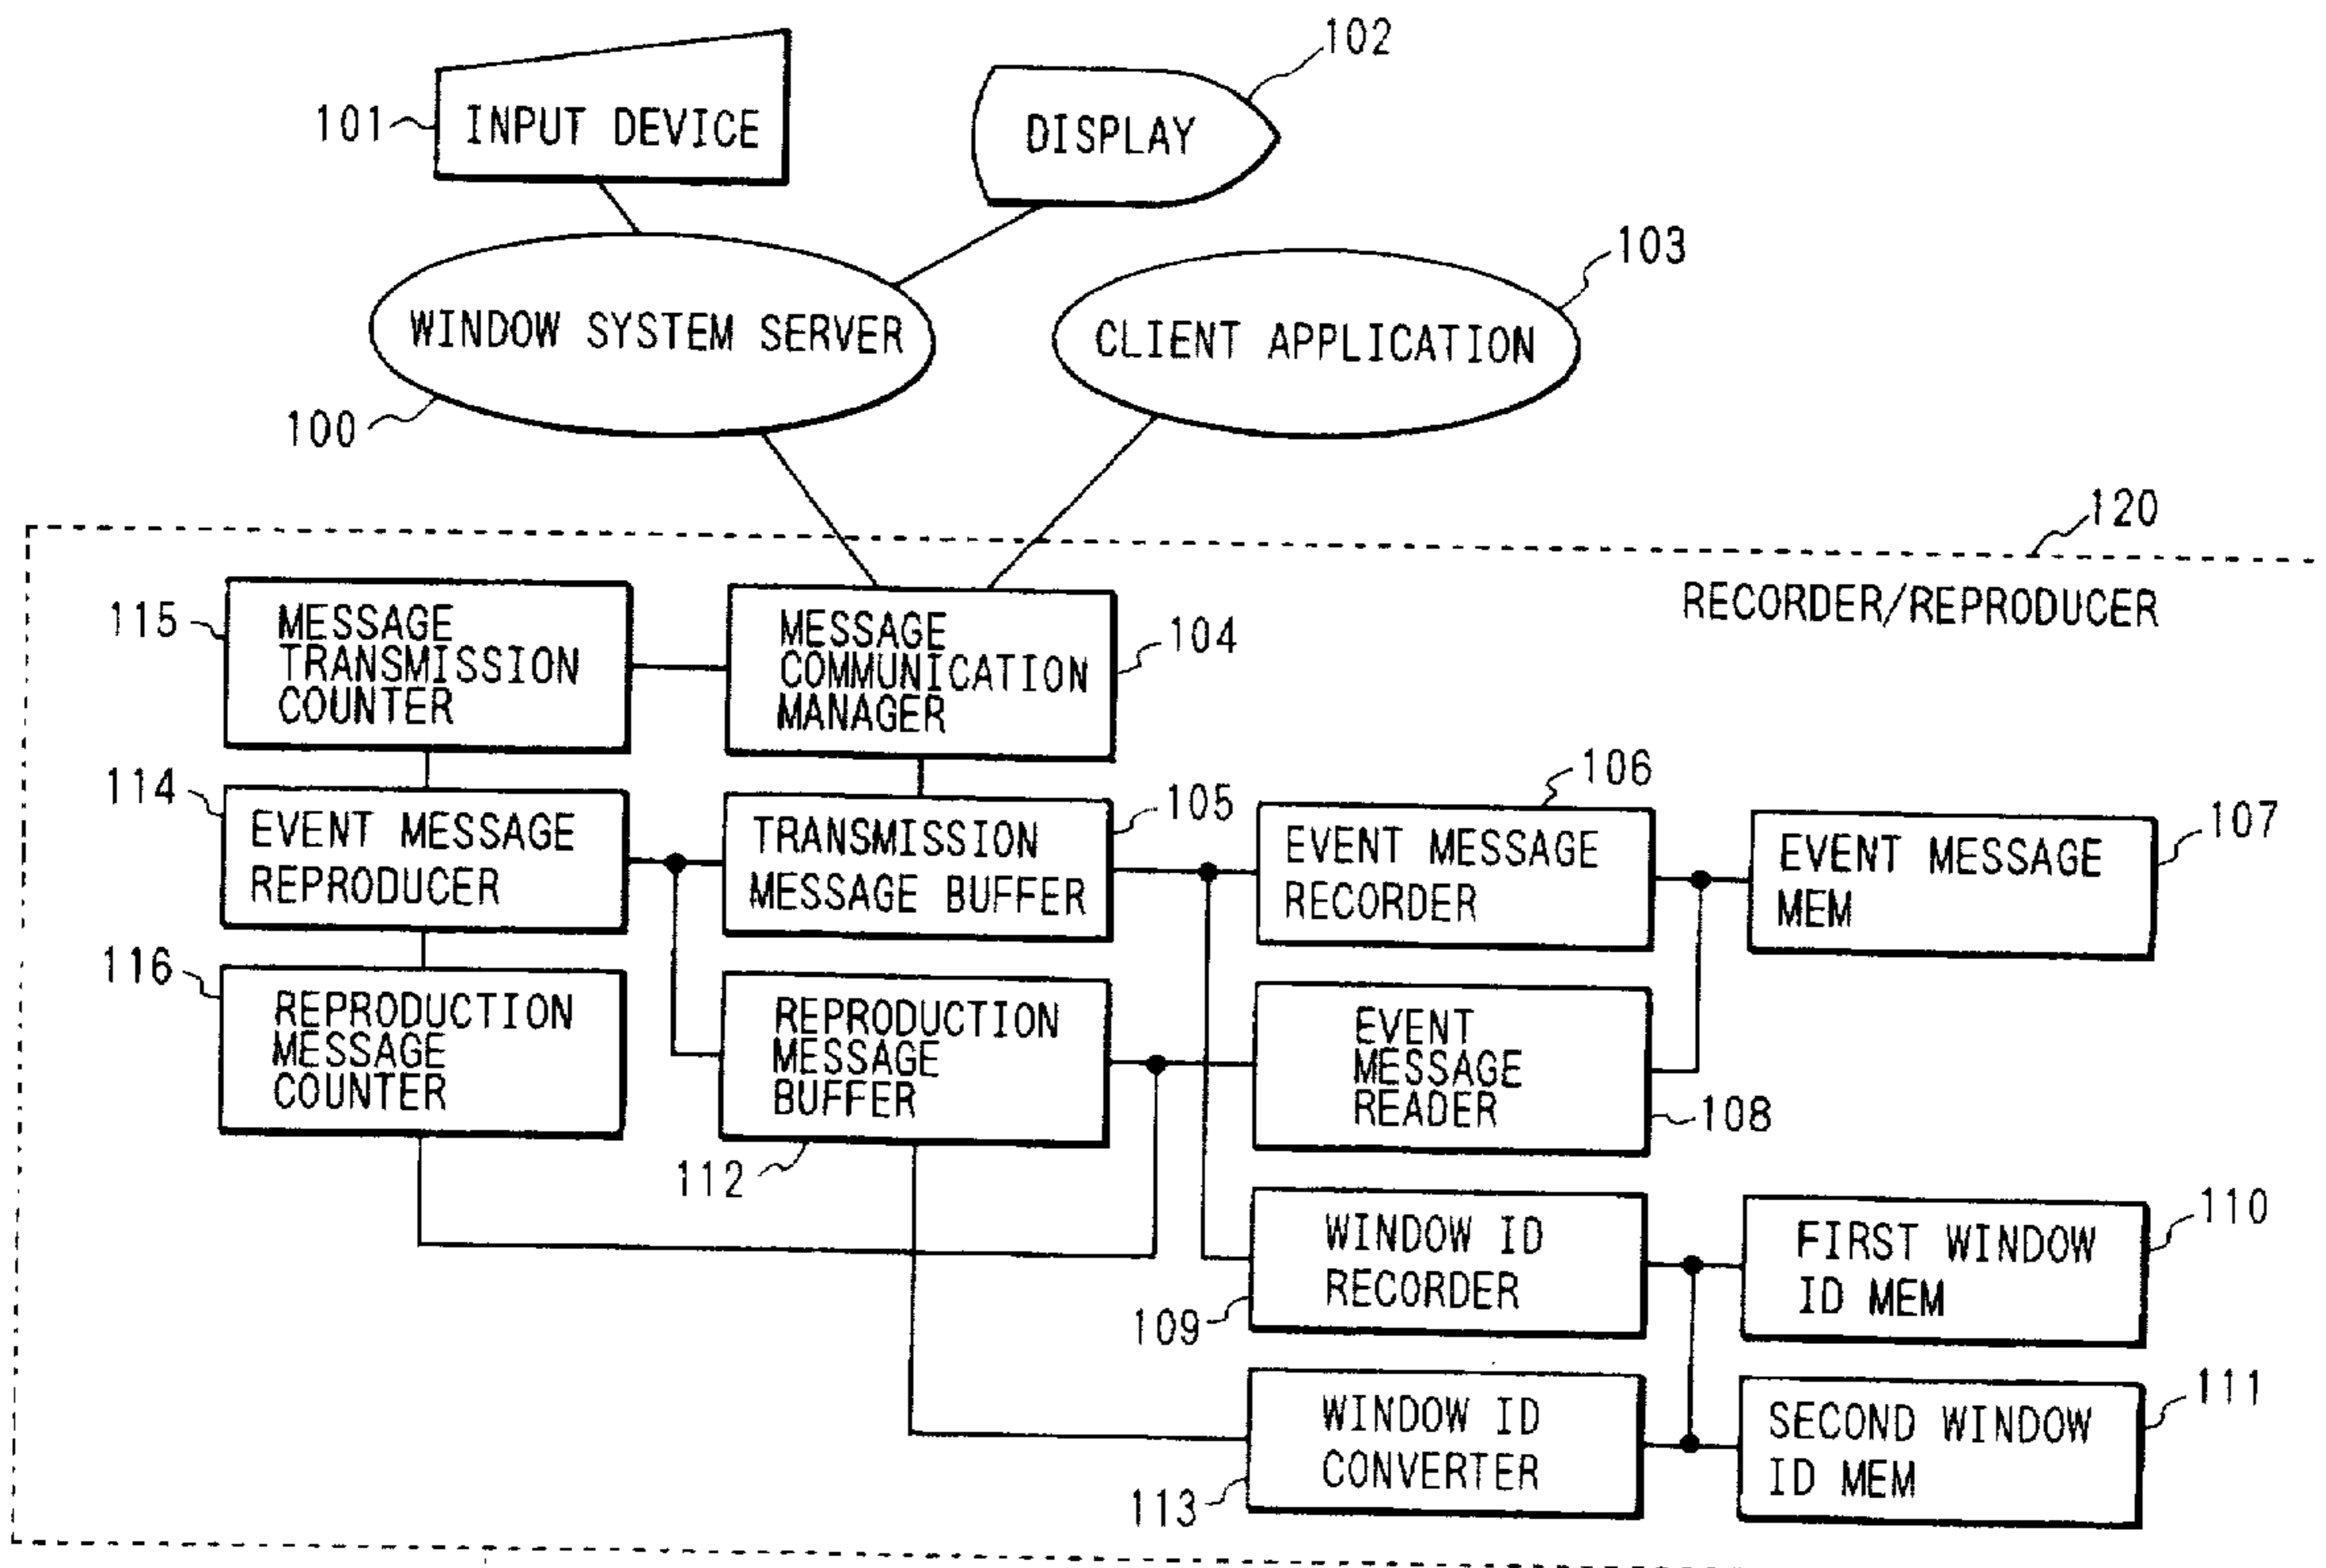 102
101
INPUT DEVICE
DISPLAY
103
WINDOW SYSTEM SERVER
CLIENT APPLICATION
100
120
RECORDER/REPRODUCER
115
MESSAGE
TRANSMISSION
COUNTER
MESSAGE
COMMUNICATION
MANAGER
104
114
EVENT MESSAGE
REPRODUCER
TRANSMISSION
MESSAGE BUFFER
105
106
EVENT MESSAGE
RECORDER
EVENT MESSAGE
MEM
107
116
REPRODUCTION
MESSAGE
COUNTER
REPRODUCTION
MESSAGE
BUFFER
112
EVENT
MESSAGE
READER
108
WINDOW ID
RECORDER
109
FIRST WINDOW
ID MEM
110
WINDOW ID
CONVERTER
113
SECOND WINDOW
ID MEM
111